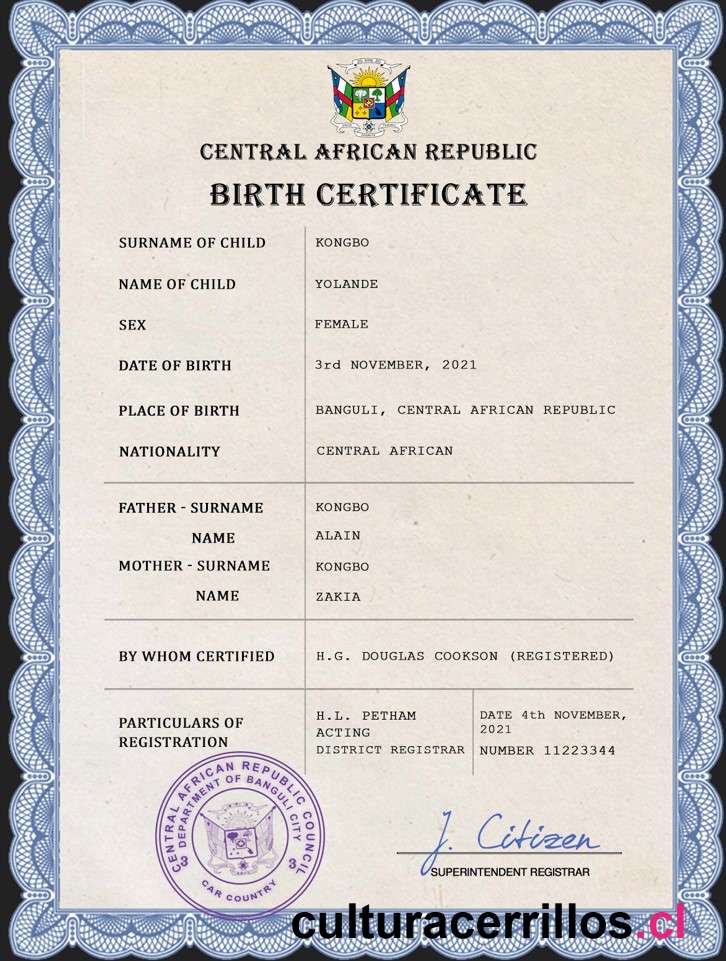 CENTRAL AFRICAN REPUBLIC
BIRTH CERTIFICATE
SURNAME OF CHILD KONGBO
NAME OF CHILD YOLANDE
SEX FEMALE
DATE OF BIRTH 3rd NOVEMBER, 2021
PLACE OF BIRTH BANGULI, CENTRAL AFRICAN REPUBLIC
NATIONALITY CENTRAL AFRICAN
FATHER - SURNAME KONGBO
NAME ALAIN
MOTHER - SURNAME KONGBO
NAME ZAKIA
BY WHOM CERTIFIED H.G. DOUGLAS COOKSON (REGISTERED)
PARTICULARS OF
REGISTRATION
H.L. PETHAM
ACTING
DISTRICT REGISTRAR
DATE 4th NOVEMBER,
2021
NUMBER 11223344
CENTRAL AFRICAN REPUBLIC COUNCIL
DEPARTMENT OF BANGULI CITY
3 3
CAR COUNTRY
J. Citizen
SUPERINTENDENT REGISTRAR
culturacerrillos.cl